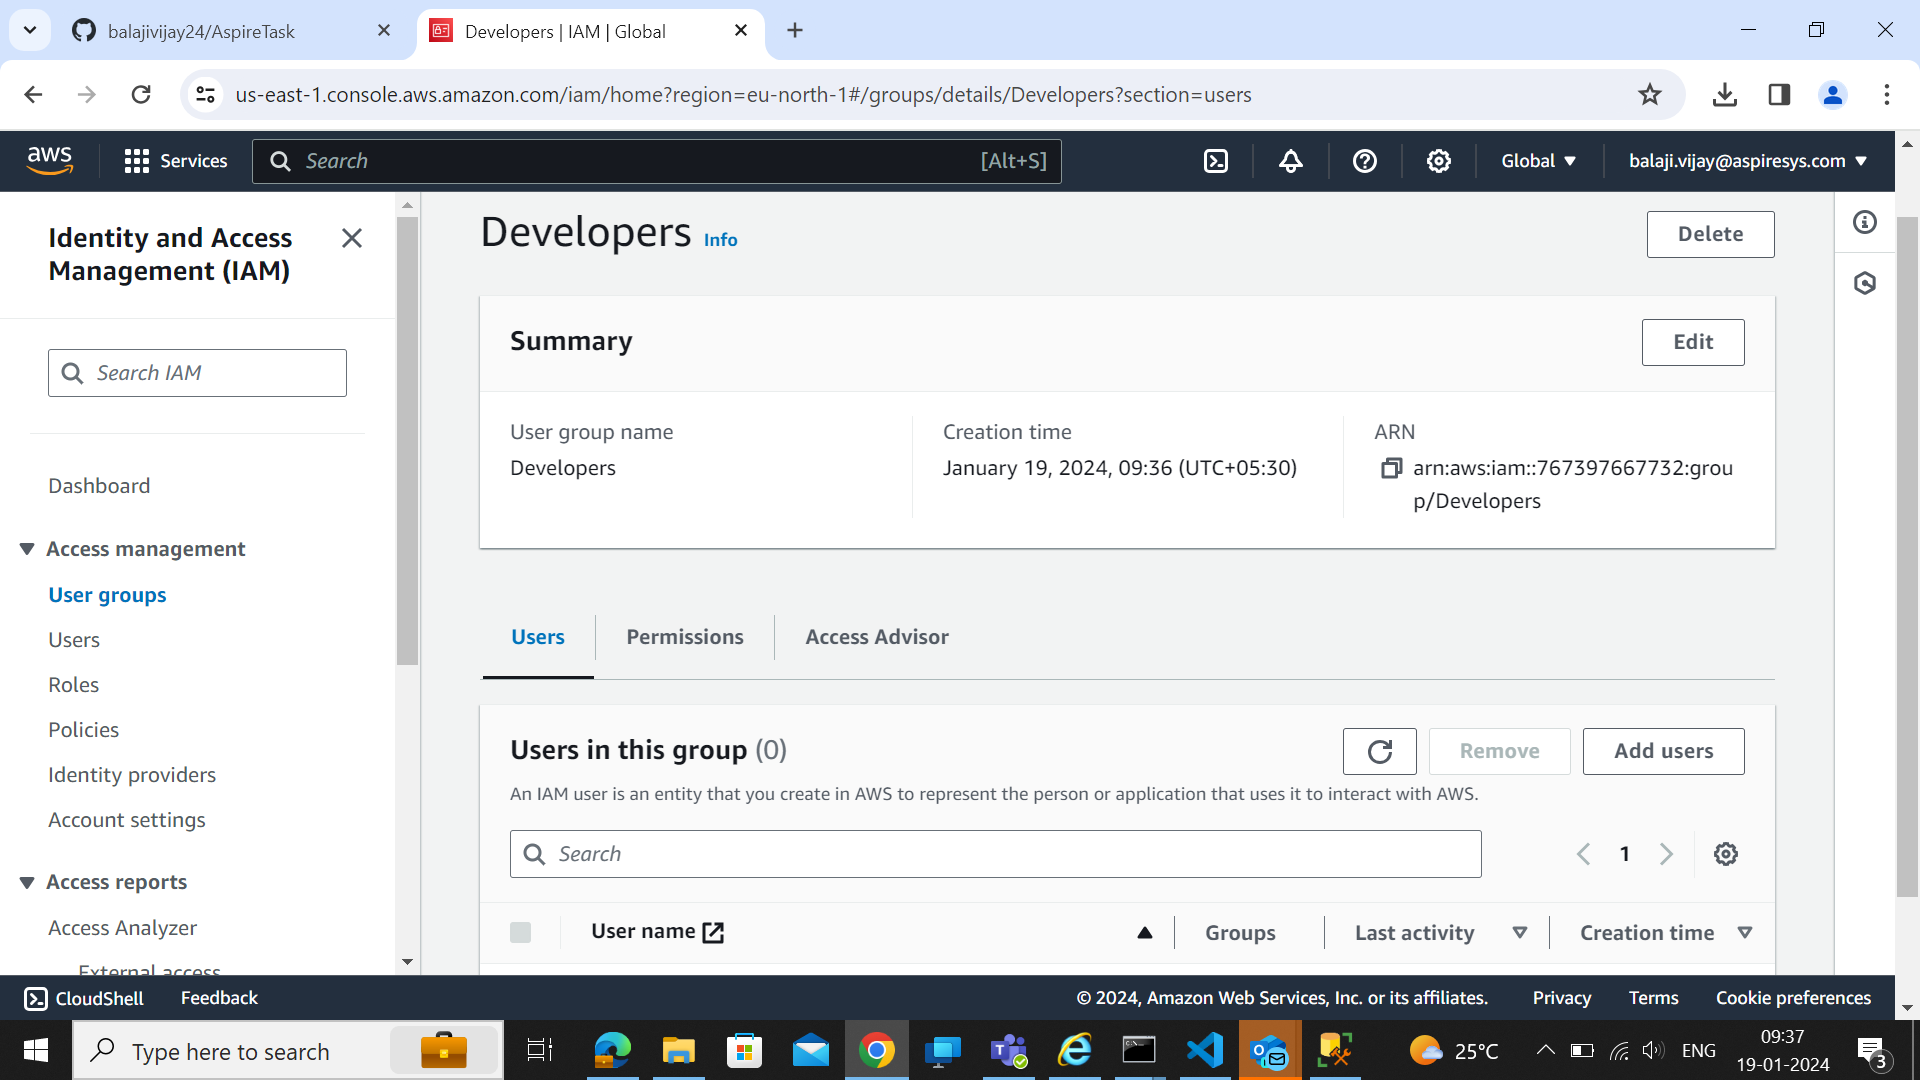 balajivijay24/AspireTask
Developers | IAM | Global
us-east-1.console.aws.amazon.com/iam/home?region=eu-north-1#/groups/details/Developers?section=users
aws
Services
Search
[Alt+S]
Global
balaji.vijay@aspiresys.com
Identity and Access
Management (IAM)
Search IAM
Dashboard
Access management
User groups
Users
Roles
Policies
Identity providers
Account settings
Access reports
Access Analyzer
External access
Developers Info
Delete
Summary
Edit
User group name
Developers
Creation time
January 19, 2024, 09:36 (UTC+05:30)
ARN
arn:aws:iam::767397667732:grou
p/Developers
Users
Permissions
Access Advisor
Users in this group (0)
Remove
Add users
An IAM user is an entity that you create in AWS to represent the person or application that uses it to interact with AWS.
Search
1
User name
Groups
Last activity
Creation time
CloudShell
Feedback
© 2024, Amazon Web Services, Inc. or its affiliates.
Privacy
Terms
Cookie preferences
Type here to search
25°C
ENG
09:37
19-01-2024
3